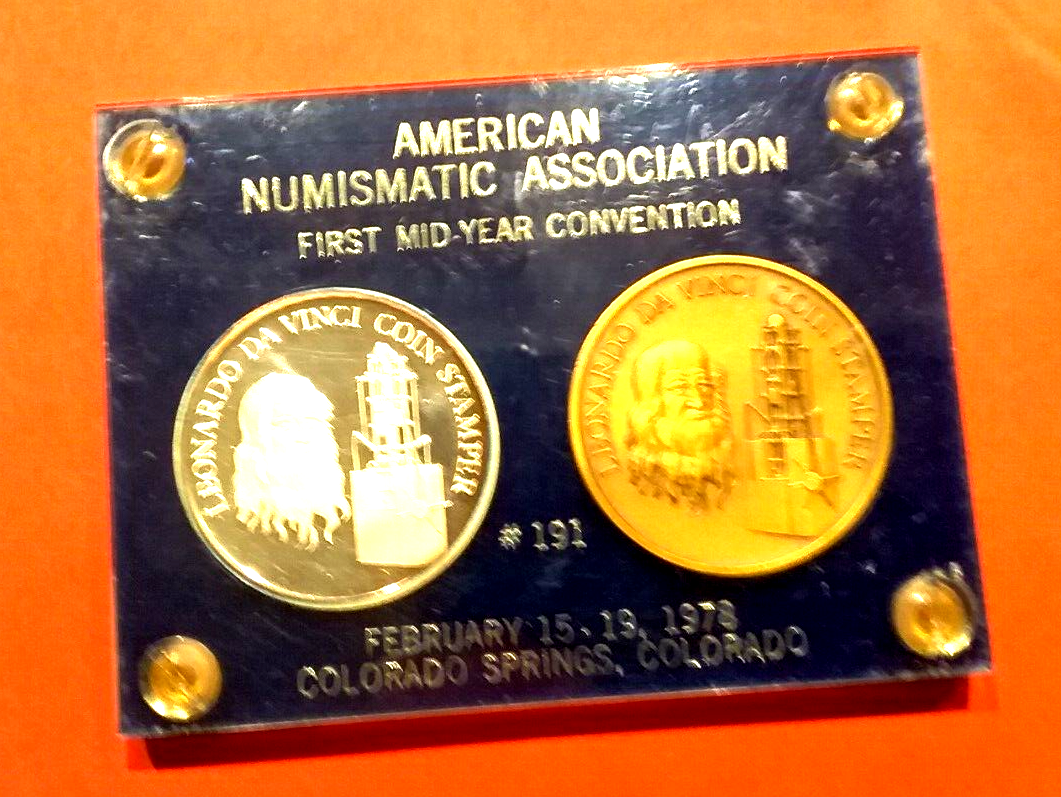 AMERICAN
NUMISMATIC ASSOCIATION
FIRST MID-YEAR CONVENTION
LEONARDO DA VINCI COIN STAMPER
LEONARDO DA VINCI COIN STAMPER
# 191
FEBRUARY 15 - 19, 1978
COLORADO SPRINGS, COLORADO